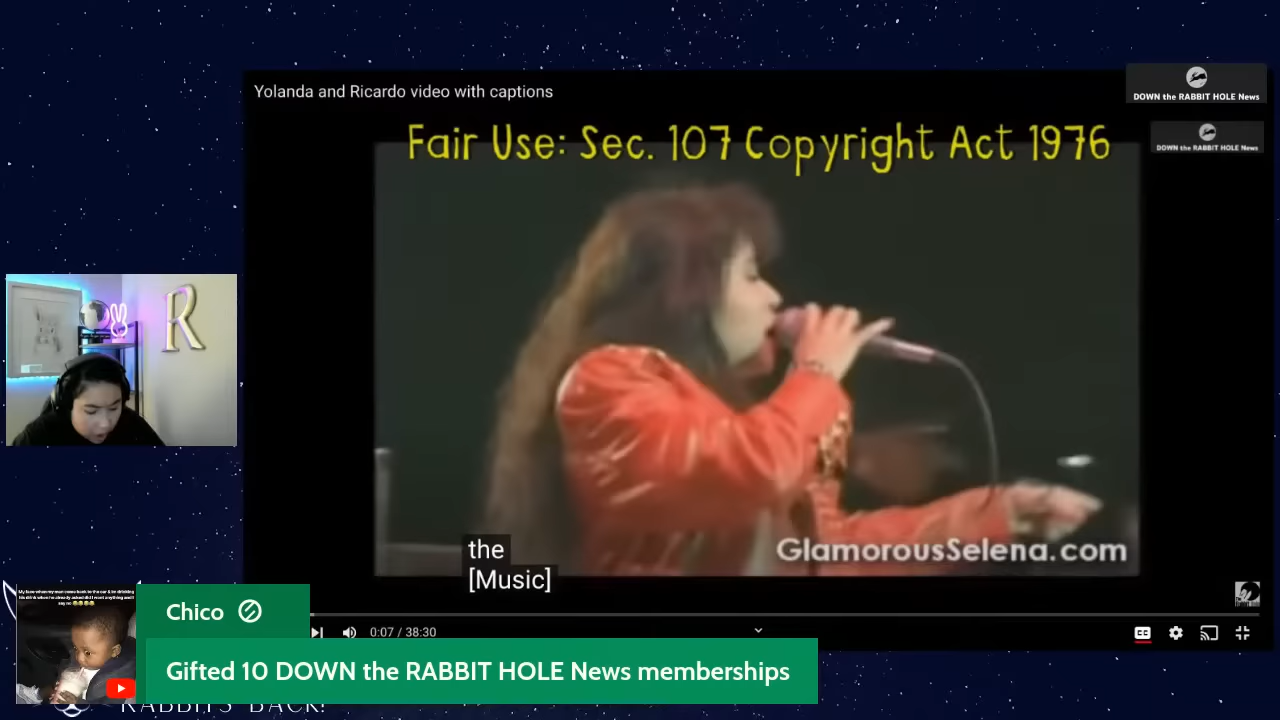 Yolanda and Ricardo video with captions
DOWN the RABBIT HOLE News
Fair Use: Sec. 107 Copyright Act 1976
DOWN the RABBIT HOLE News
R
GlamorousSelena.com
the
[Music]
0:07 / 38:30
CC
Chico
Gifted 10 DOWN the RABBIT HOLE News memberships
RABBITS BACK!